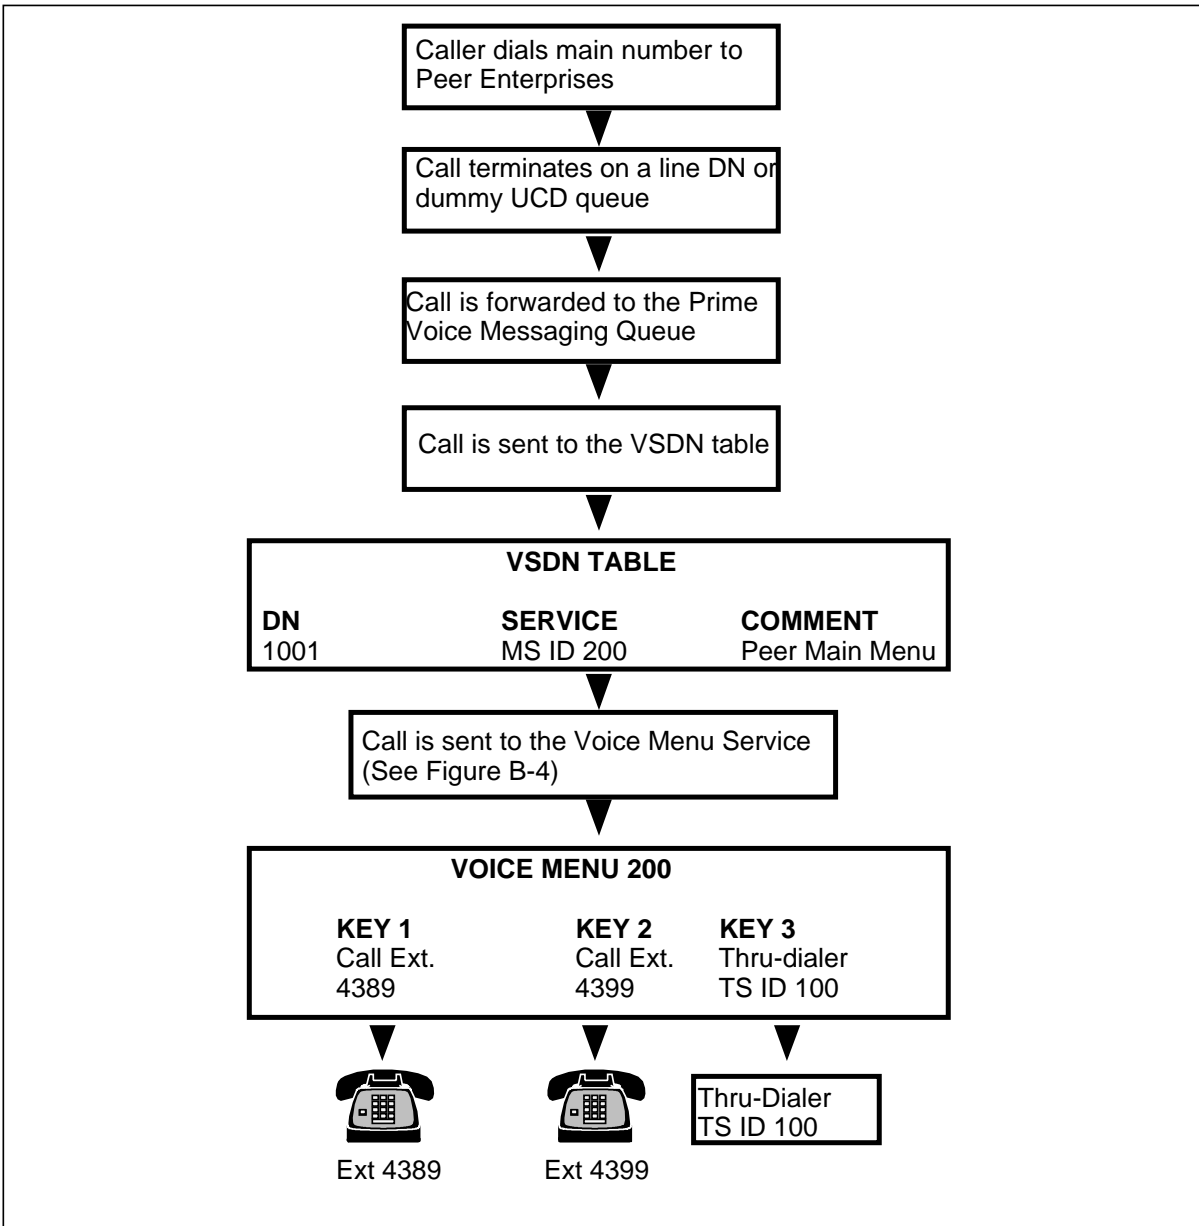 Caller dials main number to
Peer Enterprises
Call terminates on a line DN or
dummy UCD queue
Call is forwarded to the Prime
Voice Messaging Queue
Call is sent to the VSDN table
VSDN TABLE
DN SERVICE COMMENT
1001 MS ID 200 Peer Main Menu
Call is sent to the Voice Menu Service
(See Figure B-4)
VOICE MENU 200
KEY 1 KEY 2 KEY 3
Call Ext. Call Ext. Thru-dialer
4389 4399 TS ID 100
Thru-Dialer
TS ID 100
Ext 4389 Ext 4399